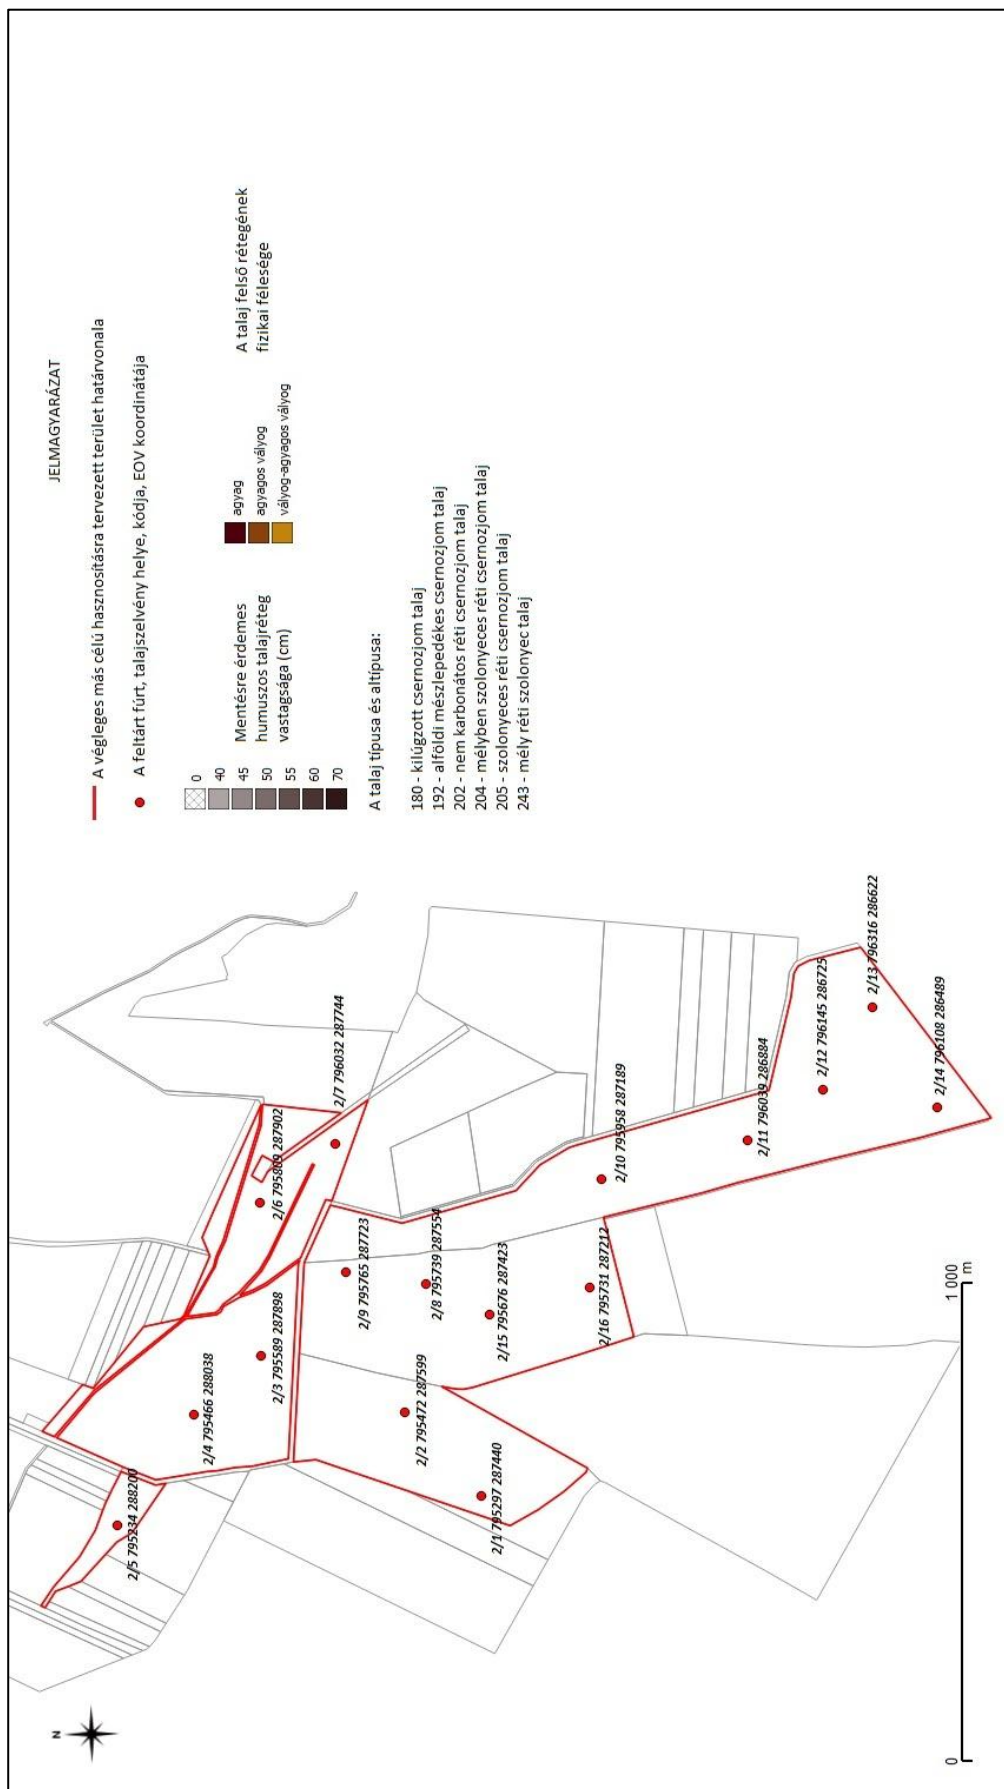 JELMAGYARÁZAT
A végleges más célú hasznosításra tervezett terület határvonala
A feltárt fúrt, talajszelvény helye, kódja, EOV koordinátája
Mentésre érdemes
humuszos talajréteg
vastagsága (cm)
0
40
45
50
55
60
70
A talaj felső rétegének
fizikai félesége
agyag
agyagos vályog
vályog-agyagos vályog
A talaj típusa és altípusa:
180 - kilúgzott csernozjom talaj
192 - alföldi mészlepedékes csernozjom talaj
202 - nem karbonátos réti csernozjom talaj
204 - mélyben szolonyeces réti csernozjom talaj
205 - szolonyeces réti csernozjom talaj
243 - mély réti szolonyec talaj
N
2/5 795234 288200
2/4 795466 288038
2/3 795589 287898
2/6 795889 287902
2/7 796032 287744
2/9 795765 287723
2/2 795472 287599
2/8 795739 287554
2/1 795297 287440
2/15 795676 287423
2/16 795731 287212
2/10 795958 287189
2/11 796039 286884
2/12 796145 286725
2/13 796316 286622
2/14 796108 286489
0
1 000
m